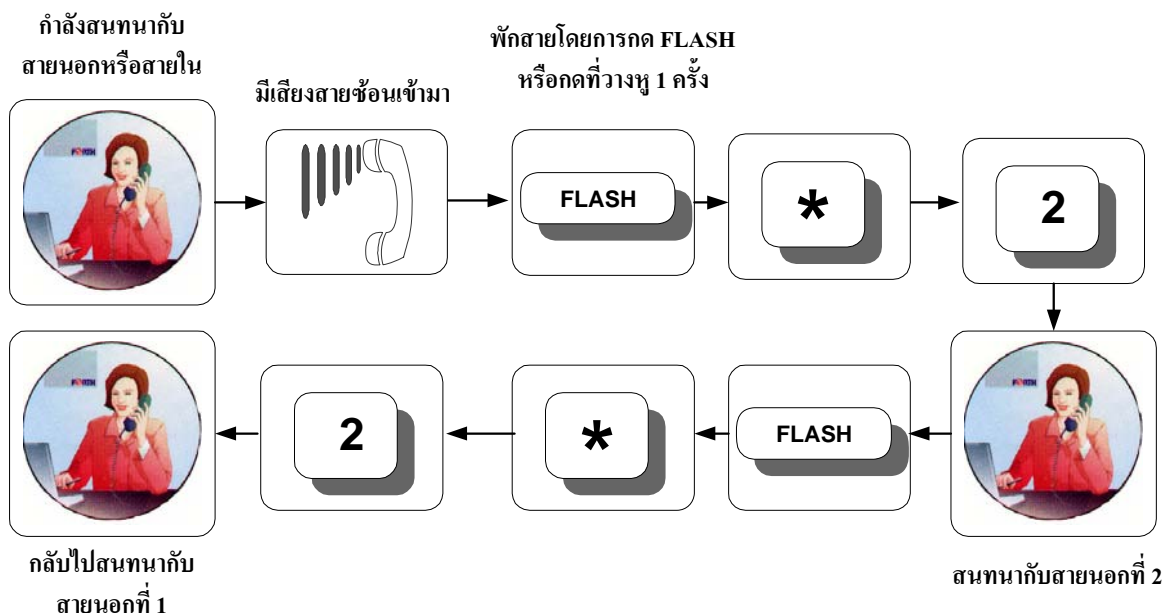 กำลังสนทนากับ
สายนอกหรือสายใน
มีเสียงสายซ้อนเข้ามา
พักสายโดยการกด FLASH
หรือกดที่วางหู 1 ครั้ง
FORTH
FLASH
*
2
FORTH
2
*
FLASH
FORTH
กลับไปสนทนากับ
สายนอกที่ 1
สนทนากับสายนอกที่ 2